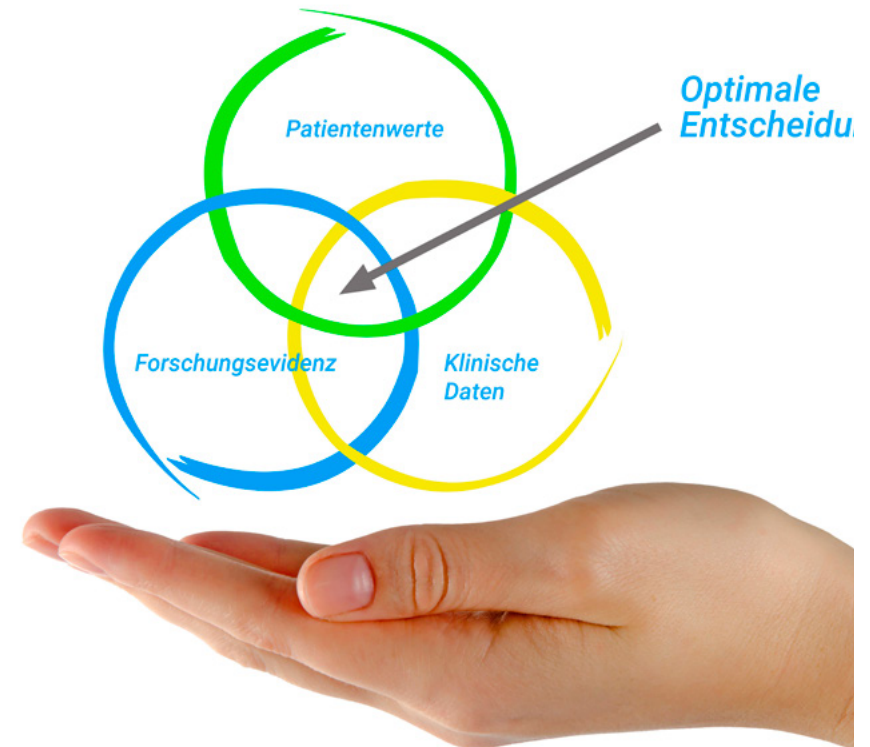 Patientenwerte
Optimale
Forschungsevidenz
Klinische
Daten